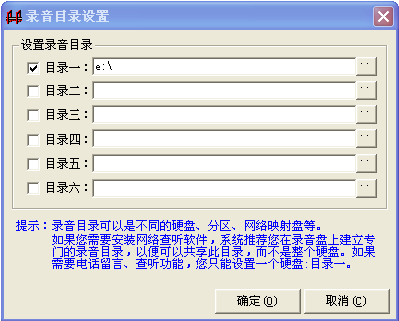 录音目录设置
设置录音目录
目录一：e:\ ..
目录二： ..
目录三： ..
目录四： ..
目录五： ..
目录六： ..
提示：录音目录可以是不同的硬盘、分区、网络映射盘等。
如果您需要安装网络查听软件，系统推荐您在录音盘上建立专
门的录音目录，以便可以共享此目录，而不是整个硬盘。如果
需要电话留言、查听功能，您只能设置一个硬盘:目录一。
确定(O) 取消(C)